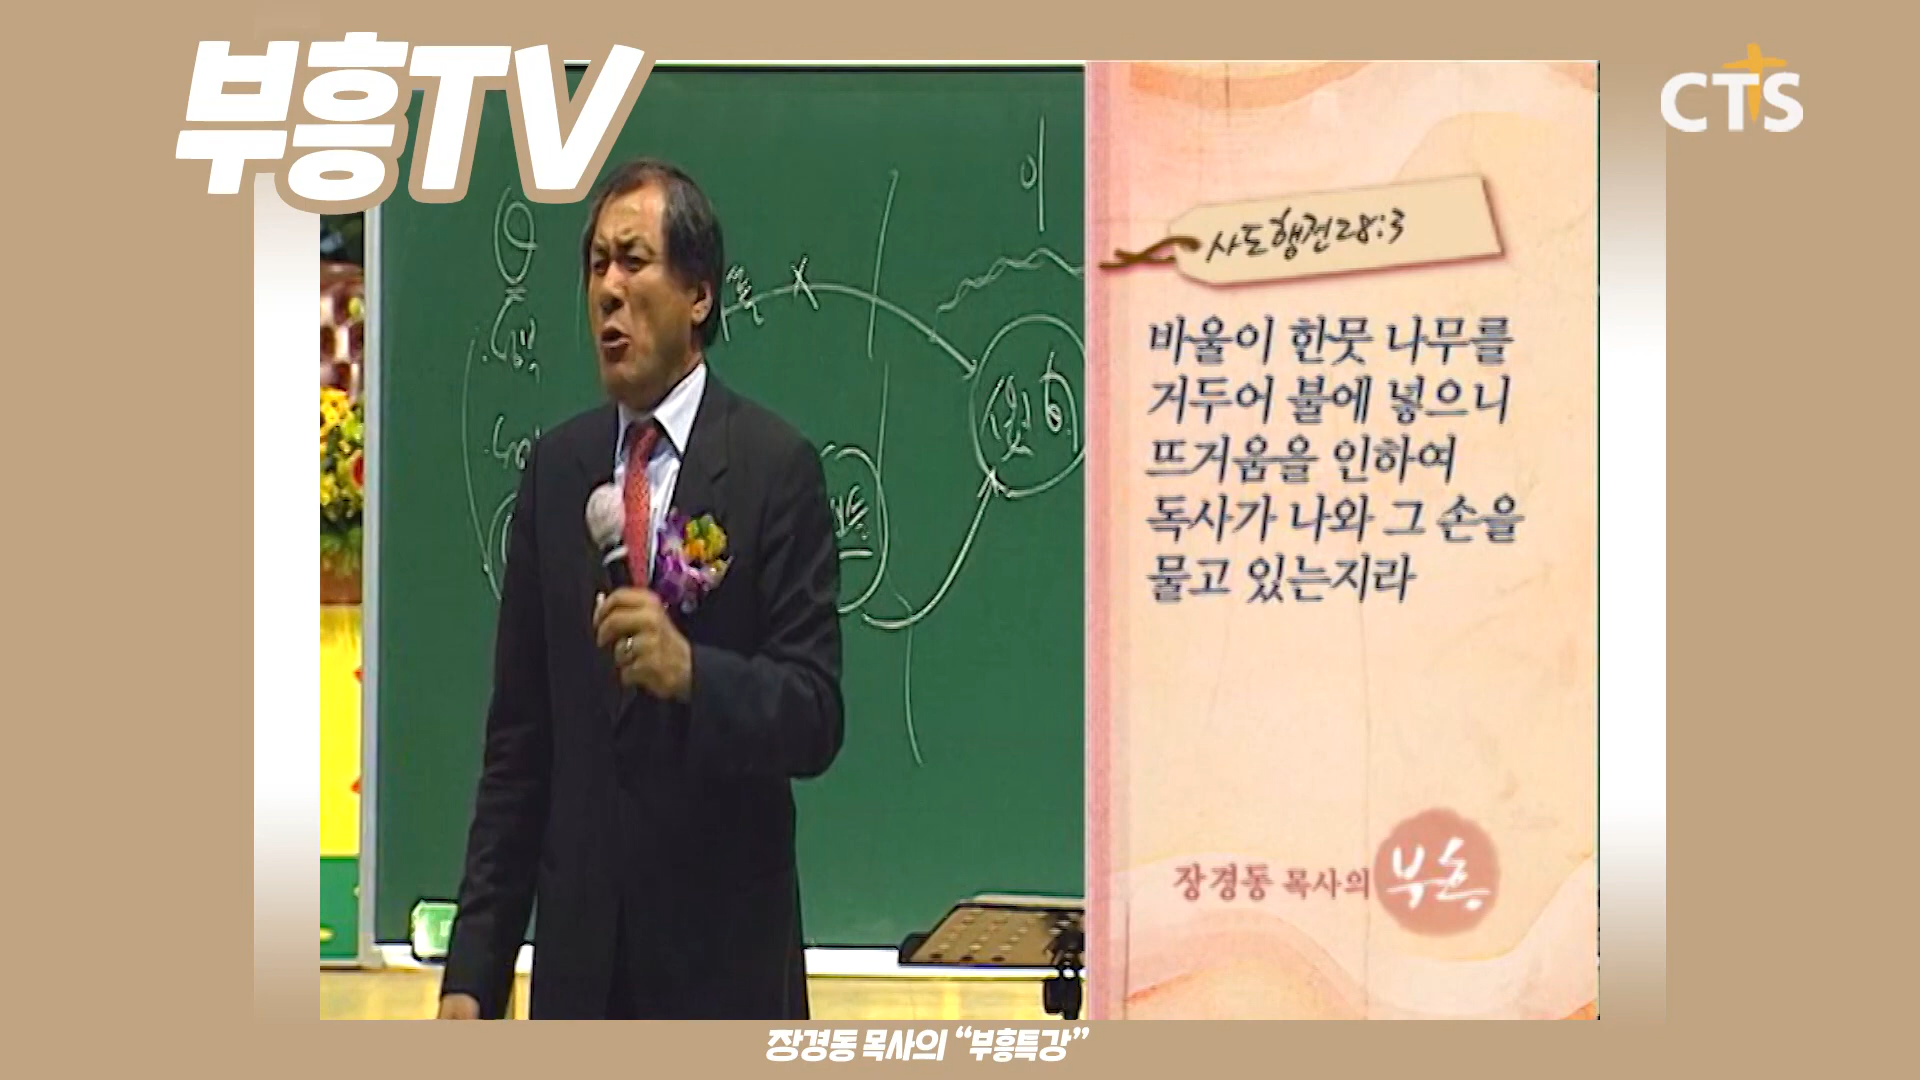 부흥TV
CTS
이
사도행전28:3
바울이 한뭇 나무를
거두어 불에 넣으니
뜨거움을 인하여
독사가 나와 그 손을
물고 있는지라
장경동 목사의 부흥
장경동 목사의 “부흥특강”